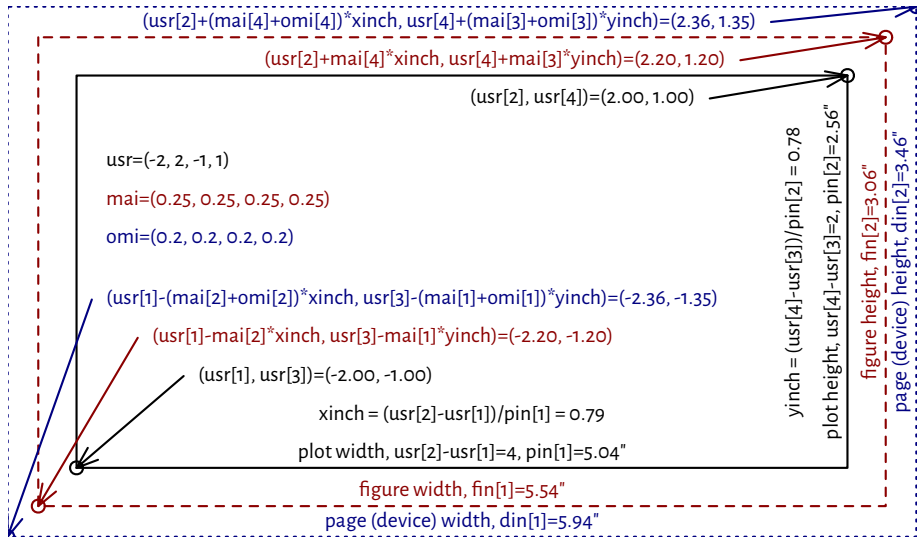 (usr[2]+(mai[4]+omi[4])*xinch, usr[4]+(mai[3]+omi[3])*yinch)=(2.36, 1.35)
(usr[2]+mai[4]*xinch, usr[4]+mai[3]*yinch)=(2.20, 1.20)
(usr[2], usr[4])=(2.00, 1.00)
usr=(-2, 2, -1, 1)
mai=(0.25, 0.25, 0.25, 0.25)
omi=(0.2, 0.2, 0.2, 0.2)
(usr[1]-(mai[2]+omi[2])*xinch, usr[3]-(mai[1]+omi[1])*yinch)=(-2.36, -1.35)
(usr[1]-mai[2]*xinch, usr[3]-mai[1]*yinch)=(-2.20, -1.20)
(usr[1], usr[3])=(-2.00, -1.00)
xinch = (usr[2]-usr[1])/pin[1] = 0.79
plot width, usr[2]-usr[1]=4, pin[1]=5.04"
figure width, fin[1]=5.54"
page (device) width, din[1]=5.94"
yinch = (usr[4]-usr[3])/pin[2] = 0.78
plot height, usr[4]-usr[3]=2, pin[2]=2.56"
figure height, fin[2]=3.06"
page (device) height, din[2]=3.46"